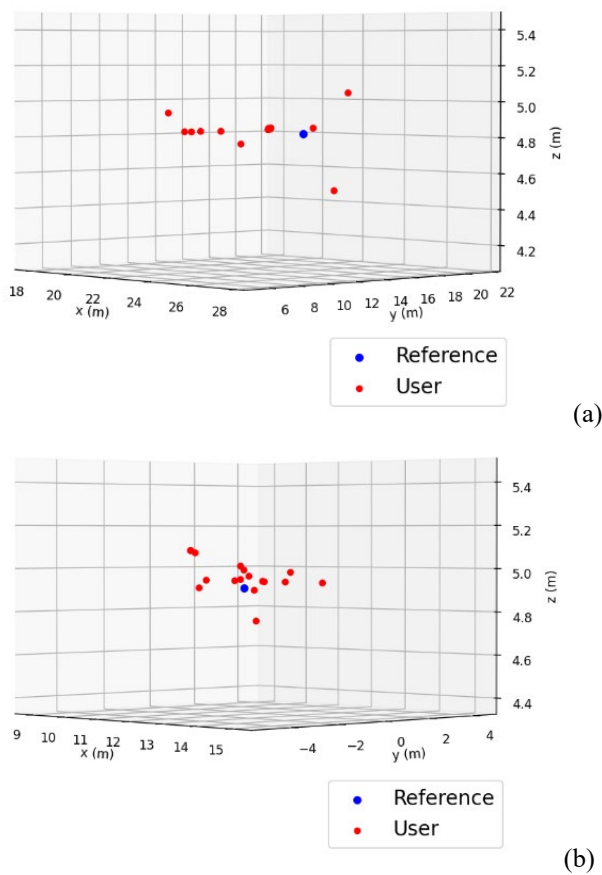 5.4
5.2
5.0
4.8
4.6
4.4
4.2
z (m)
18 20 22 24 26 28
x (m)
6 8 10 12 14 16 18 20 22
y (m)
Reference
User
(a)
5.4
5.2
5.0
4.8
4.6
4.4
z (m)
9 10 11 12 13 14 15
x (m)
−4 −2 0 2 4
y (m)
Reference
User
(b)